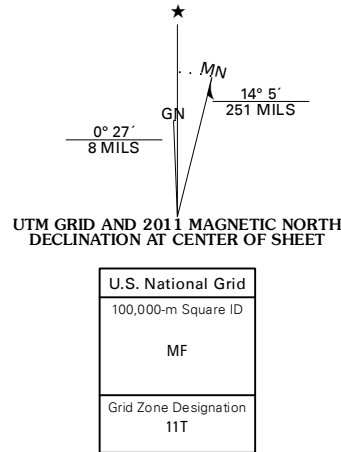 ★
MN
14° 5´
251 MILS
GN
0° 27´
8 MILS
UTM GRID AND 2011 MAGNETIC NORTH
DECLINATION AT CENTER OF SHEET
U.S. National Grid
100,000-m Square ID
MF
Grid Zone Designation
11T